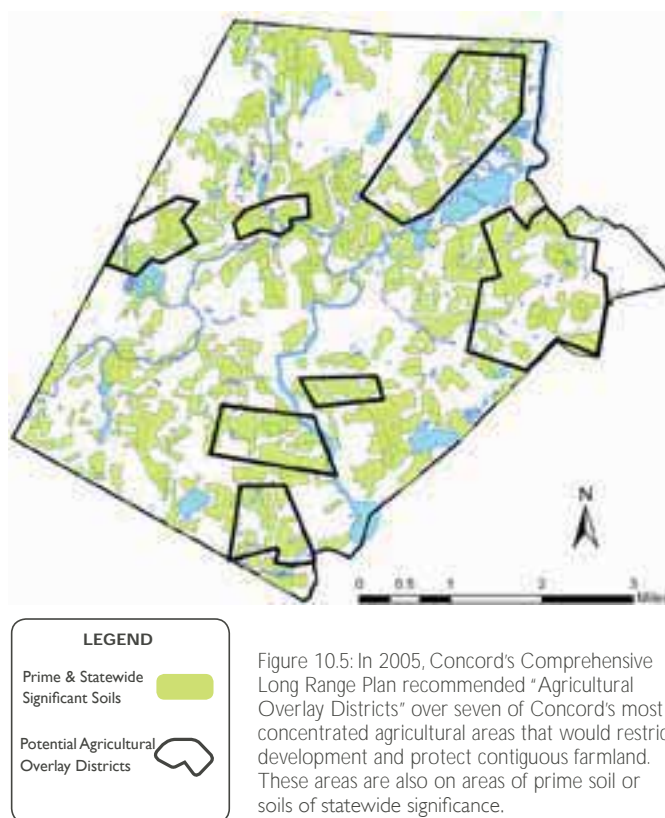 N
0 0.5 1 2 3
Miles
LEGEND
Prime & Statewide
Significant Soils
Potential Agricultural
Overlay Districts
Figure 10.5: In 2005, Concord's Comprehensive
Long Range Plan recommended "Agricultural
Overlay Districts" over seven of Concord's most
concentrated agricultural areas that would restric
development and protect contiguous farmland.
These areas are also on areas of prime soil or
soils of statewide significance.